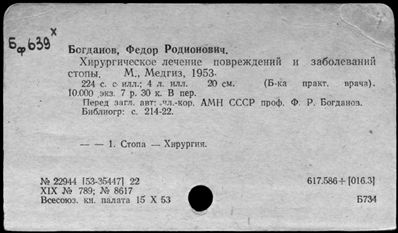 Бф639х
Богданов, Федор Родионович.
Хирургическое лечение повреждений и заболеваний
стопы. М., Медгиз, 1953.
224 с. с илл.; 4 л. илл. 20 см. (Б-ка практ. врача).
10.000 экз. 7 р. 30 к. В пер.
Перед загл. авт: чл.-кор. АМН СССР проф. Ф. Р. Богданов.
Библиогр: с. 214-22.
— — 1. Стопа — Хирургия.
№ 22944 [53-35447] 22 617.586+[016.3]
XIX № 789; № 8617
Всесоюз. кн. палата 15 X 53 Б734